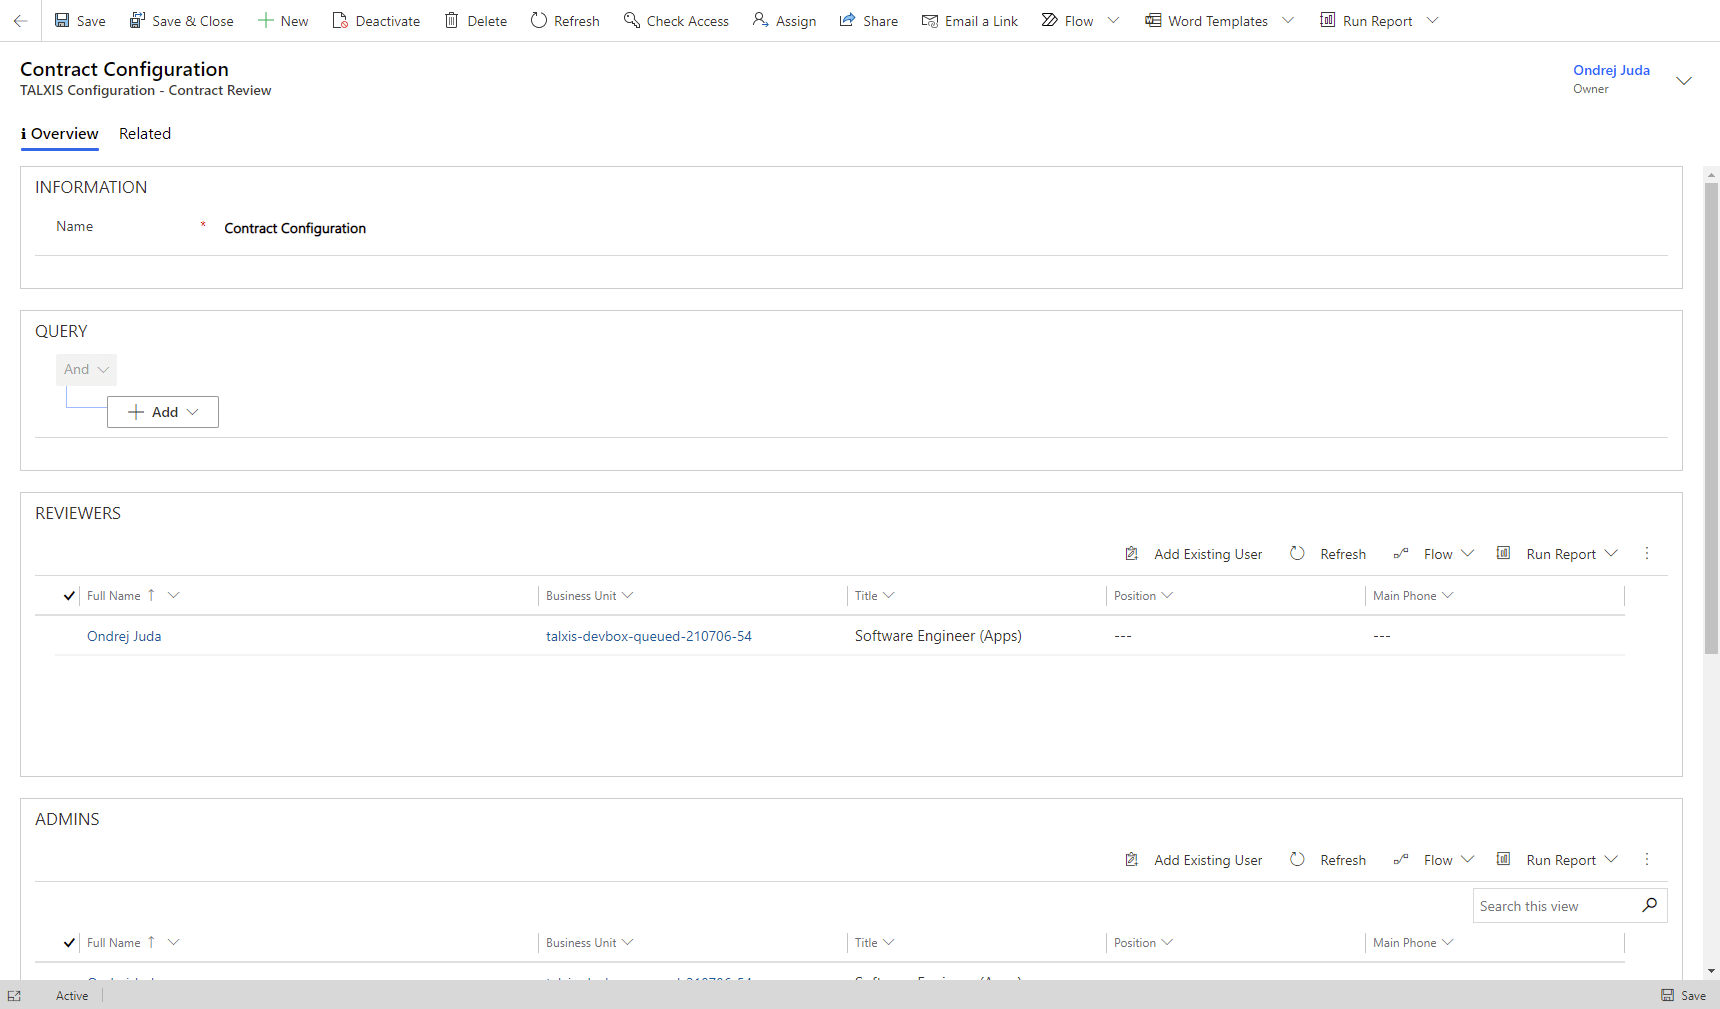 Save Save & Close New Deactivate Delete Refresh Check Access Assign Share Email a Link Flow Word Templates Run Report
Contract Configuration
TALXIS Configuration - Contract Review
Ondrej Juda
Owner
Overview Related
INFORMATION
Name * Contract Configuration
QUERY
And
Add
REVIEWERS
Add Existing User Refresh Flow Run Report
Full Name Business Unit Title Position Main Phone
Ondrej Juda talxis-devbox-queued-210706-54 Software Engineer (Apps) --- ---
ADMINS
Add Existing User Refresh Flow Run Report
Search this view
Full Name Business Unit Title Position Main Phone
Active Save